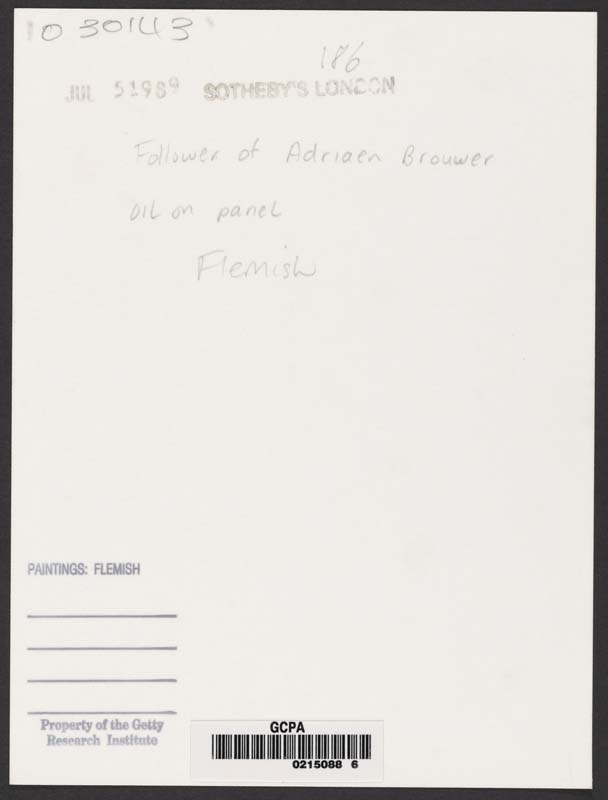 0 30143
186
JUL 5 1989 SOTHEBY'S LONDON
Follower of Adriaen Brouwer
oil on panel
Flemish
PAINTINGS: FLEMISH
Property of the Getty
Research Institute
GCPA
0215088 6